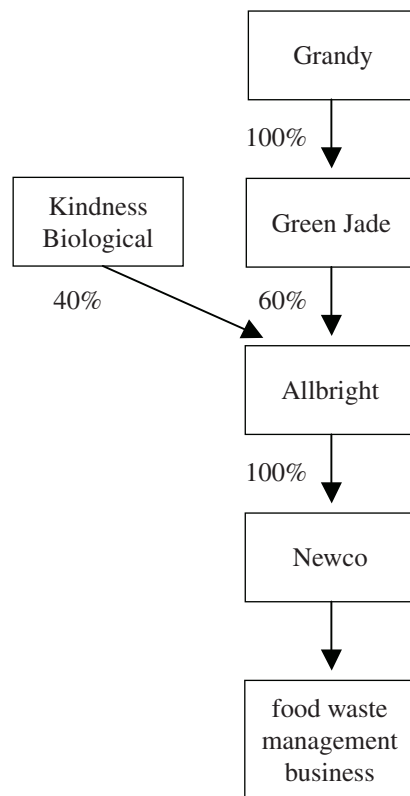 Grandy
100%
Kindness
Biological
Green Jade
40%
60%
Allbright
100%
Newco
food waste
management
business